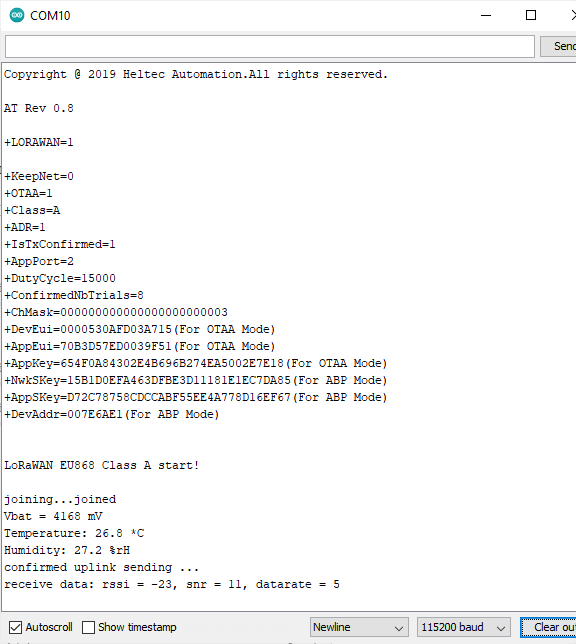 COM10
Send
Copyright @ 2019 Heltec Automation.All rights reserved.
AT Rev 0.8
+LORAWAN=1
+KeepNet=0
+OTAA=1
+Class=A
+ADR=1
+IsTxConfirmed=1
+AppPort=2
+DutyCycle=15000
+ConfirmedNbTrials=8
+ChMask=000000000000000000000003
+DevEui=0000530AFD03A715(For OTAA Mode)
+AppEui=70B3D57ED0039F51(For OTAA Mode)
+AppKey=654F0A84302E4B696B274EA5002E7E18(For OTAA Mode)
+NwkSKey=15B1D0EFA463DFBE3D11181E1EC7DA85(For ABP Mode)
+AppSKey=D72C78758CDCCABF55EE4A778D16EF67(For ABP Mode)
+DevAddr=007E6AE1(For ABP Mode)
LoRaWAN EU868 Class A start!
joining...joined
Vbat = 4168 mV
Temperature: 26.8 *C
Humidity: 27.2 %rH
confirmed uplink sending ...
receive data: rssi = -23, snr = 11, datarate = 5
Autoscroll Show timestamp Newline 115200 baud Clear out